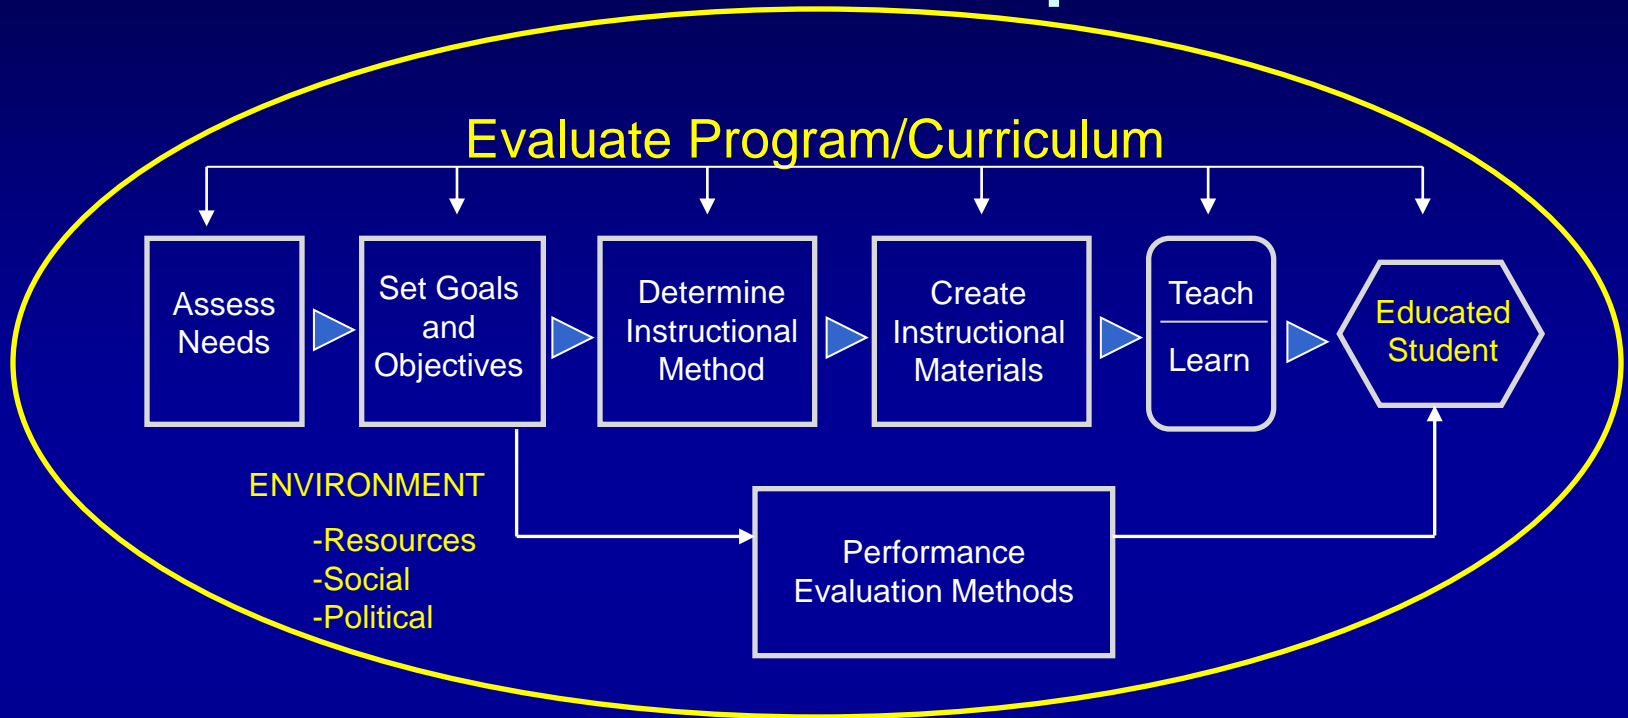 Evaluate Program/Curriculum
Assess
Needs
Set Goals
and
Objectives
Determine
Instructional
Method
Create
Instructional
Materials
Teach
Learn
Educated
Student
ENVIRONMENT
-Resources
-Social
-Political
Performance
Evaluation Methods